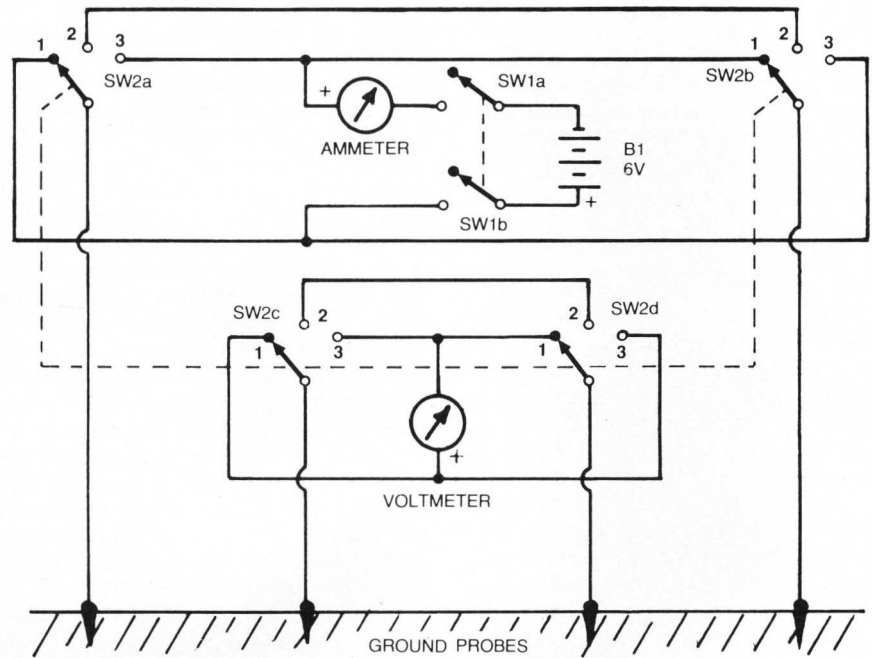 1
2
3
SW2a
+
AMMETER
SW1a
SW1b
B1
6V
+
1
2
3
SW2b
SW2c
1
2
3
SW2d
1
2
3
+
VOLTMETER
GROUND PROBES